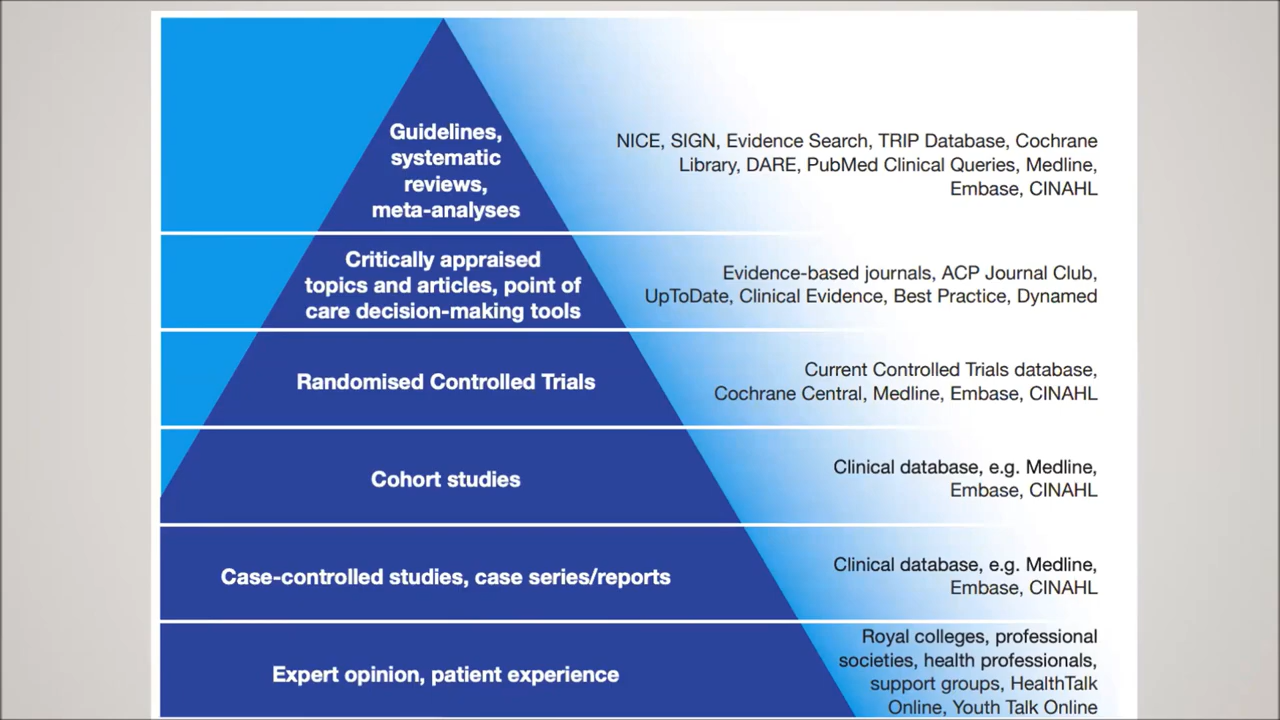 Guidelines,
systematic
reviews,
meta-analyses
NICE, SIGN, Evidence Search, TRIP Database, Cochrane
Library, DARE, PubMed Clinical Queries, Medline,
Embase, CINAHL
Critically appraised
topics and articles, point of
care decision-making tools
Evidence-based journals, ACP Journal Club,
UpToDate, Clinical Evidence, Best Practice, Dynamed
Randomised Controlled Trials
Current Controlled Trials database,
Cochrane Central, Medline, Embase, CINAHL
Cohort studies
Clinical database, e.g. Medline,
Embase, CINAHL
Case-controlled studies, case series/reports
Clinical database, e.g. Medline,
Embase, CINAHL
Expert opinion, patient experience
Royal colleges, professional
societies, health professionals,
support groups, HealthTalk
Online, Youth Talk Online